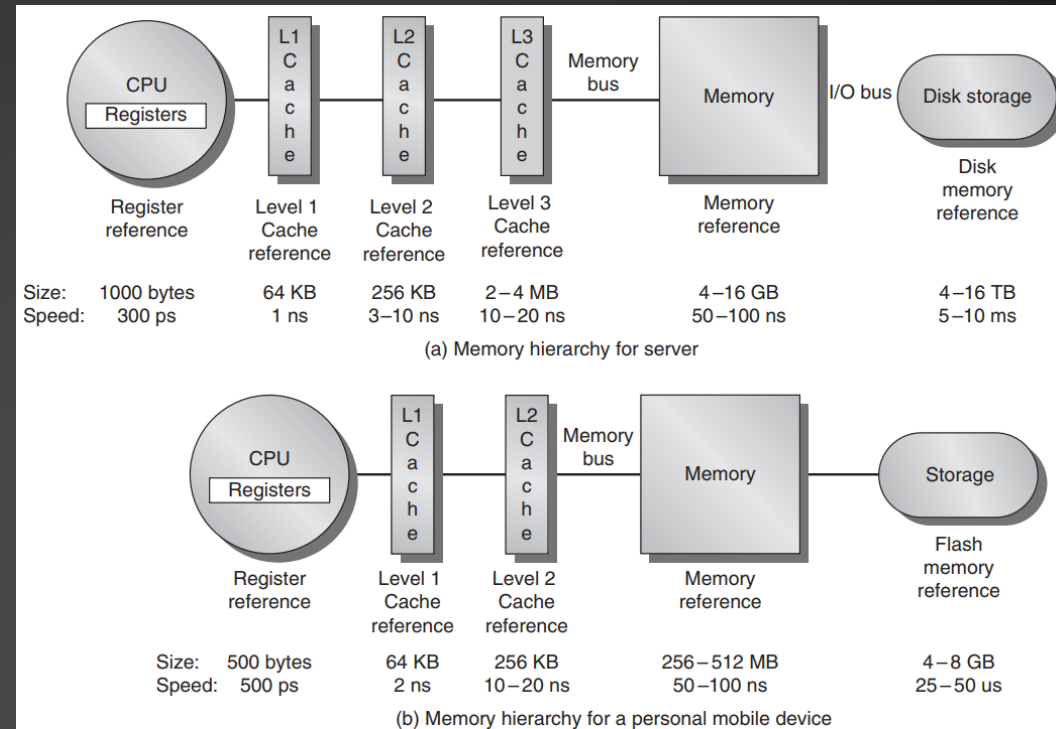 CPU
Registers
L1
Cache
L2
Cache
L3
Cache
Memory
bus
Memory
I/O bus
Disk storage
Register
reference
Level 1
Cache
reference
Level 2
Cache
reference
Level 3
Cache
reference
Memory
reference
Disk
memory
reference
Size: 1000 bytes 64 KB 256 KB 2–4 MB 4–16 GB 4–16 TB
Speed: 300 ps 1 ns 3–10 ns 10–20 ns 50–100 ns 5–10 ms
(a) Memory hierarchy for server
CPU
Registers
L1
Cache
L2
Cache
Memory
bus
Memory
Storage
Register
reference
Level 1
Cache
reference
Level 2
Cache
reference
Memory
reference
Flash
memory
reference
Size: 500 bytes 64 KB 256 KB 256–512 MB 4–8 GB
Speed: 500 ps 2 ns 10–20 ns 50–100 ns 25–50 us
(b) Memory hierarchy for a personal mobile device